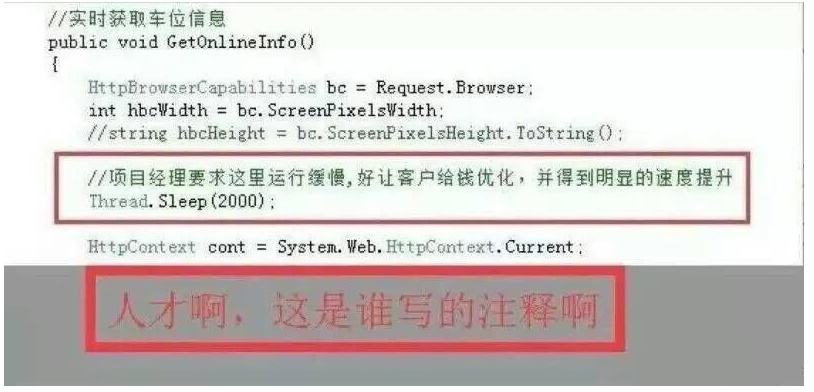 //实时获取车位信息
public void GetOnlineInfo()
{
HttpBrowserCapabilities bc = Request.Browser;
int hbcWidth = bc.ScreenPixelsWidth;
//string hbcHeight = bc.ScreenPixelsHeight.ToString();
//项目经理要求这里运行缓慢,好让客户给钱优化，并得到明显的速度提升
Thread.Sleep(2000);
HttpContext cont = System.Web.HttpContext.Current;
人才啊，这是谁写的注释啊